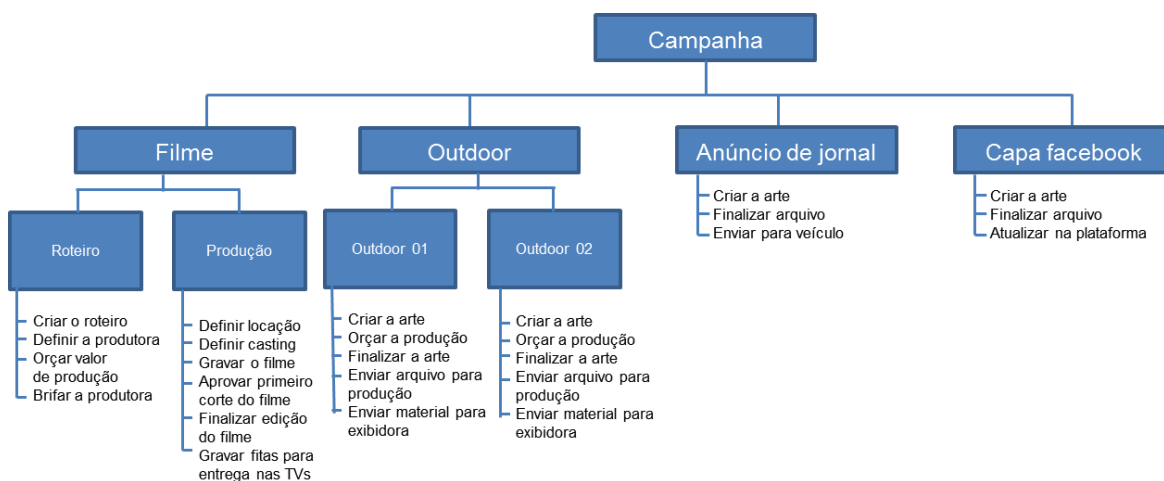 Campanha
Filme
Outdoor
Anúncio de jornal
Capa facebook
Criar a arte
Finalizar arquivo
Enviar para veículo
Criar a arte
Finalizar arquivo
Atualizar na plataforma
Roteiro
Produção
Outdoor 01
Outdoor 02
Criar o roteiro
Definir a produtora
Orçar valor
de produção
Brifar a produtora
Definir locação
Definir casting
Gravar o filme
Aprovar primeiro
corte do filme
Finalizar edição
do filme
Gravar fitas para
entrega nas TVs
Criar a arte
Orçar a produção
Finalizar a arte
Enviar arquivo para
produção
Enviar material para
exibidora
Criar a arte
Orçar a produção
Finalizar a arte
Enviar arquivo para
produção
Enviar material para
exibidora